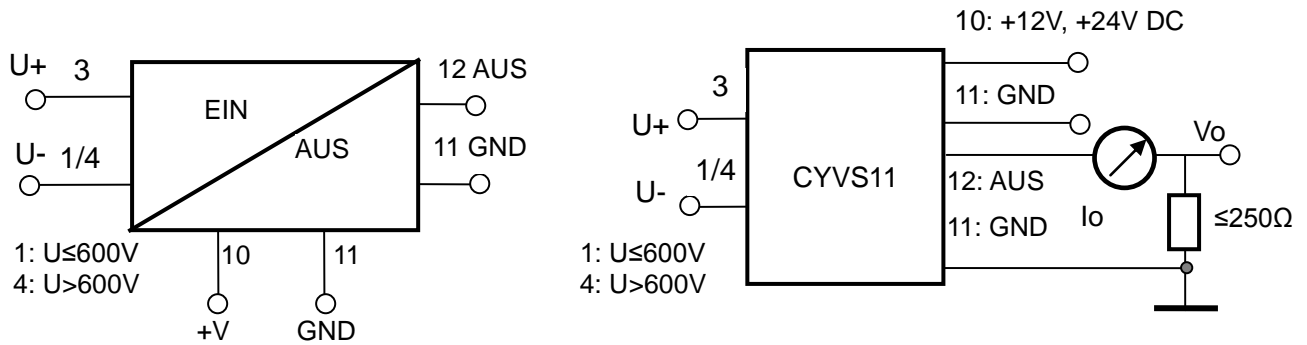 U+
3
EIN
AUS
12 AUS
U-
1/4
11 GND
1: U≤600V
4: U>600V
10
11
+V
GND
10: +12V, +24V DC
3
U+
11: GND
Vo
1/4
U-
CYVS11
12: AUS
Io
11: GND
≤250Ω
1: U≤600V
4: U>600V